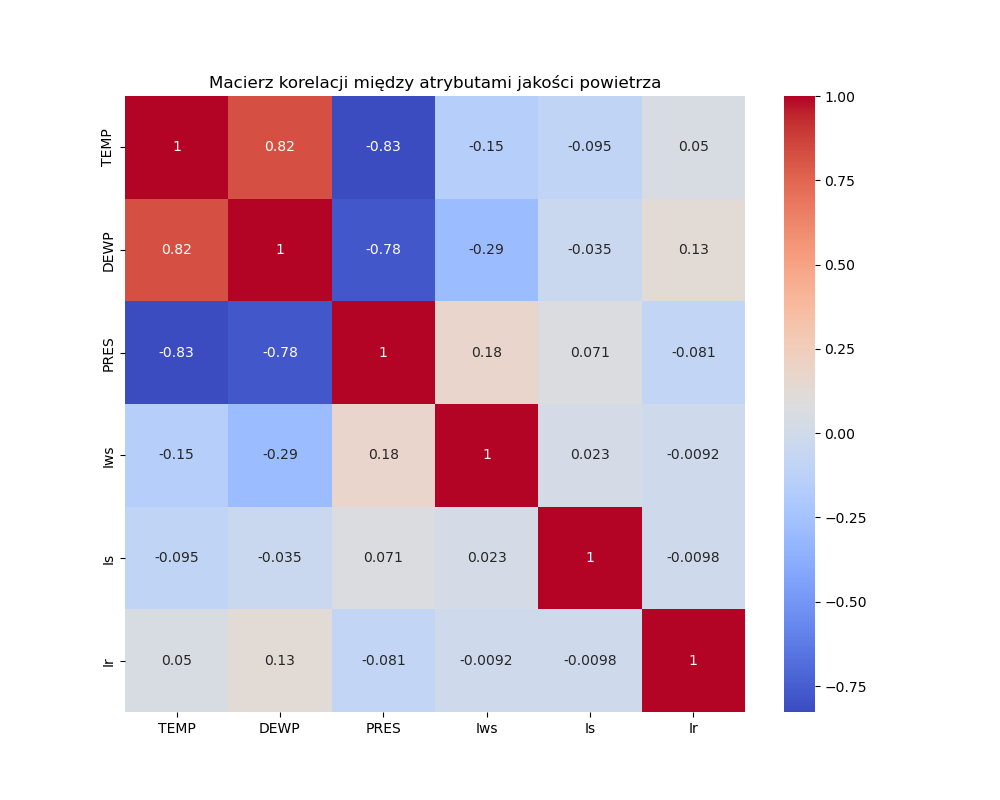 Macierz korelacji między atrybutami jakości powietrza
TEMP 1 0.82 -0.83 -0.15 -0.095 0.05
DEWP 0.82 1 -0.78 -0.29 -0.035 0.13
PRES -0.83 -0.78 1 0.18 0.071 -0.081
Iws -0.15 -0.29 0.18 1 0.023 -0.0092
Is -0.095 -0.035 0.071 0.023 1 -0.0098
Ir 0.05 0.13 -0.081 -0.0092 -0.0098 1
TEMP DEWP PRES Iws Is Ir
1.00
0.75
0.50
0.25
0.00
−0.25
−0.50
−0.75